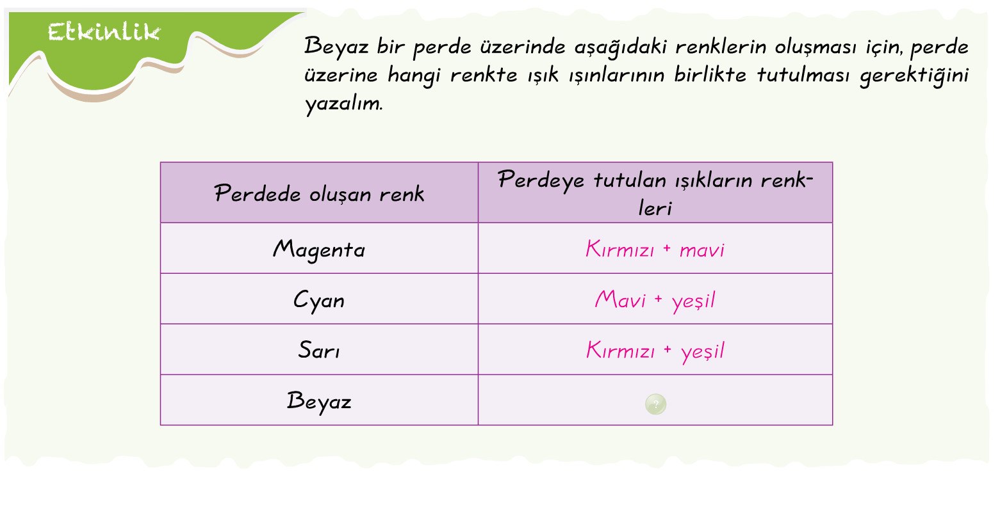 Etkinlik
Beyaz bir perde üzerinde aşağıdaki renklerin oluşması için, perde
üzerine hangi renkte ışık ışınlarının birlikte tutulması gerektiğini
yazalım.
Perdede oluşan renk
Perdeye tutulan ışıkların renk-
leri
Magenta
Kırmızı + mavi
Cyan
Mavi + yeşil
Sarı
Kırmızı + yeşil
Beyaz
?